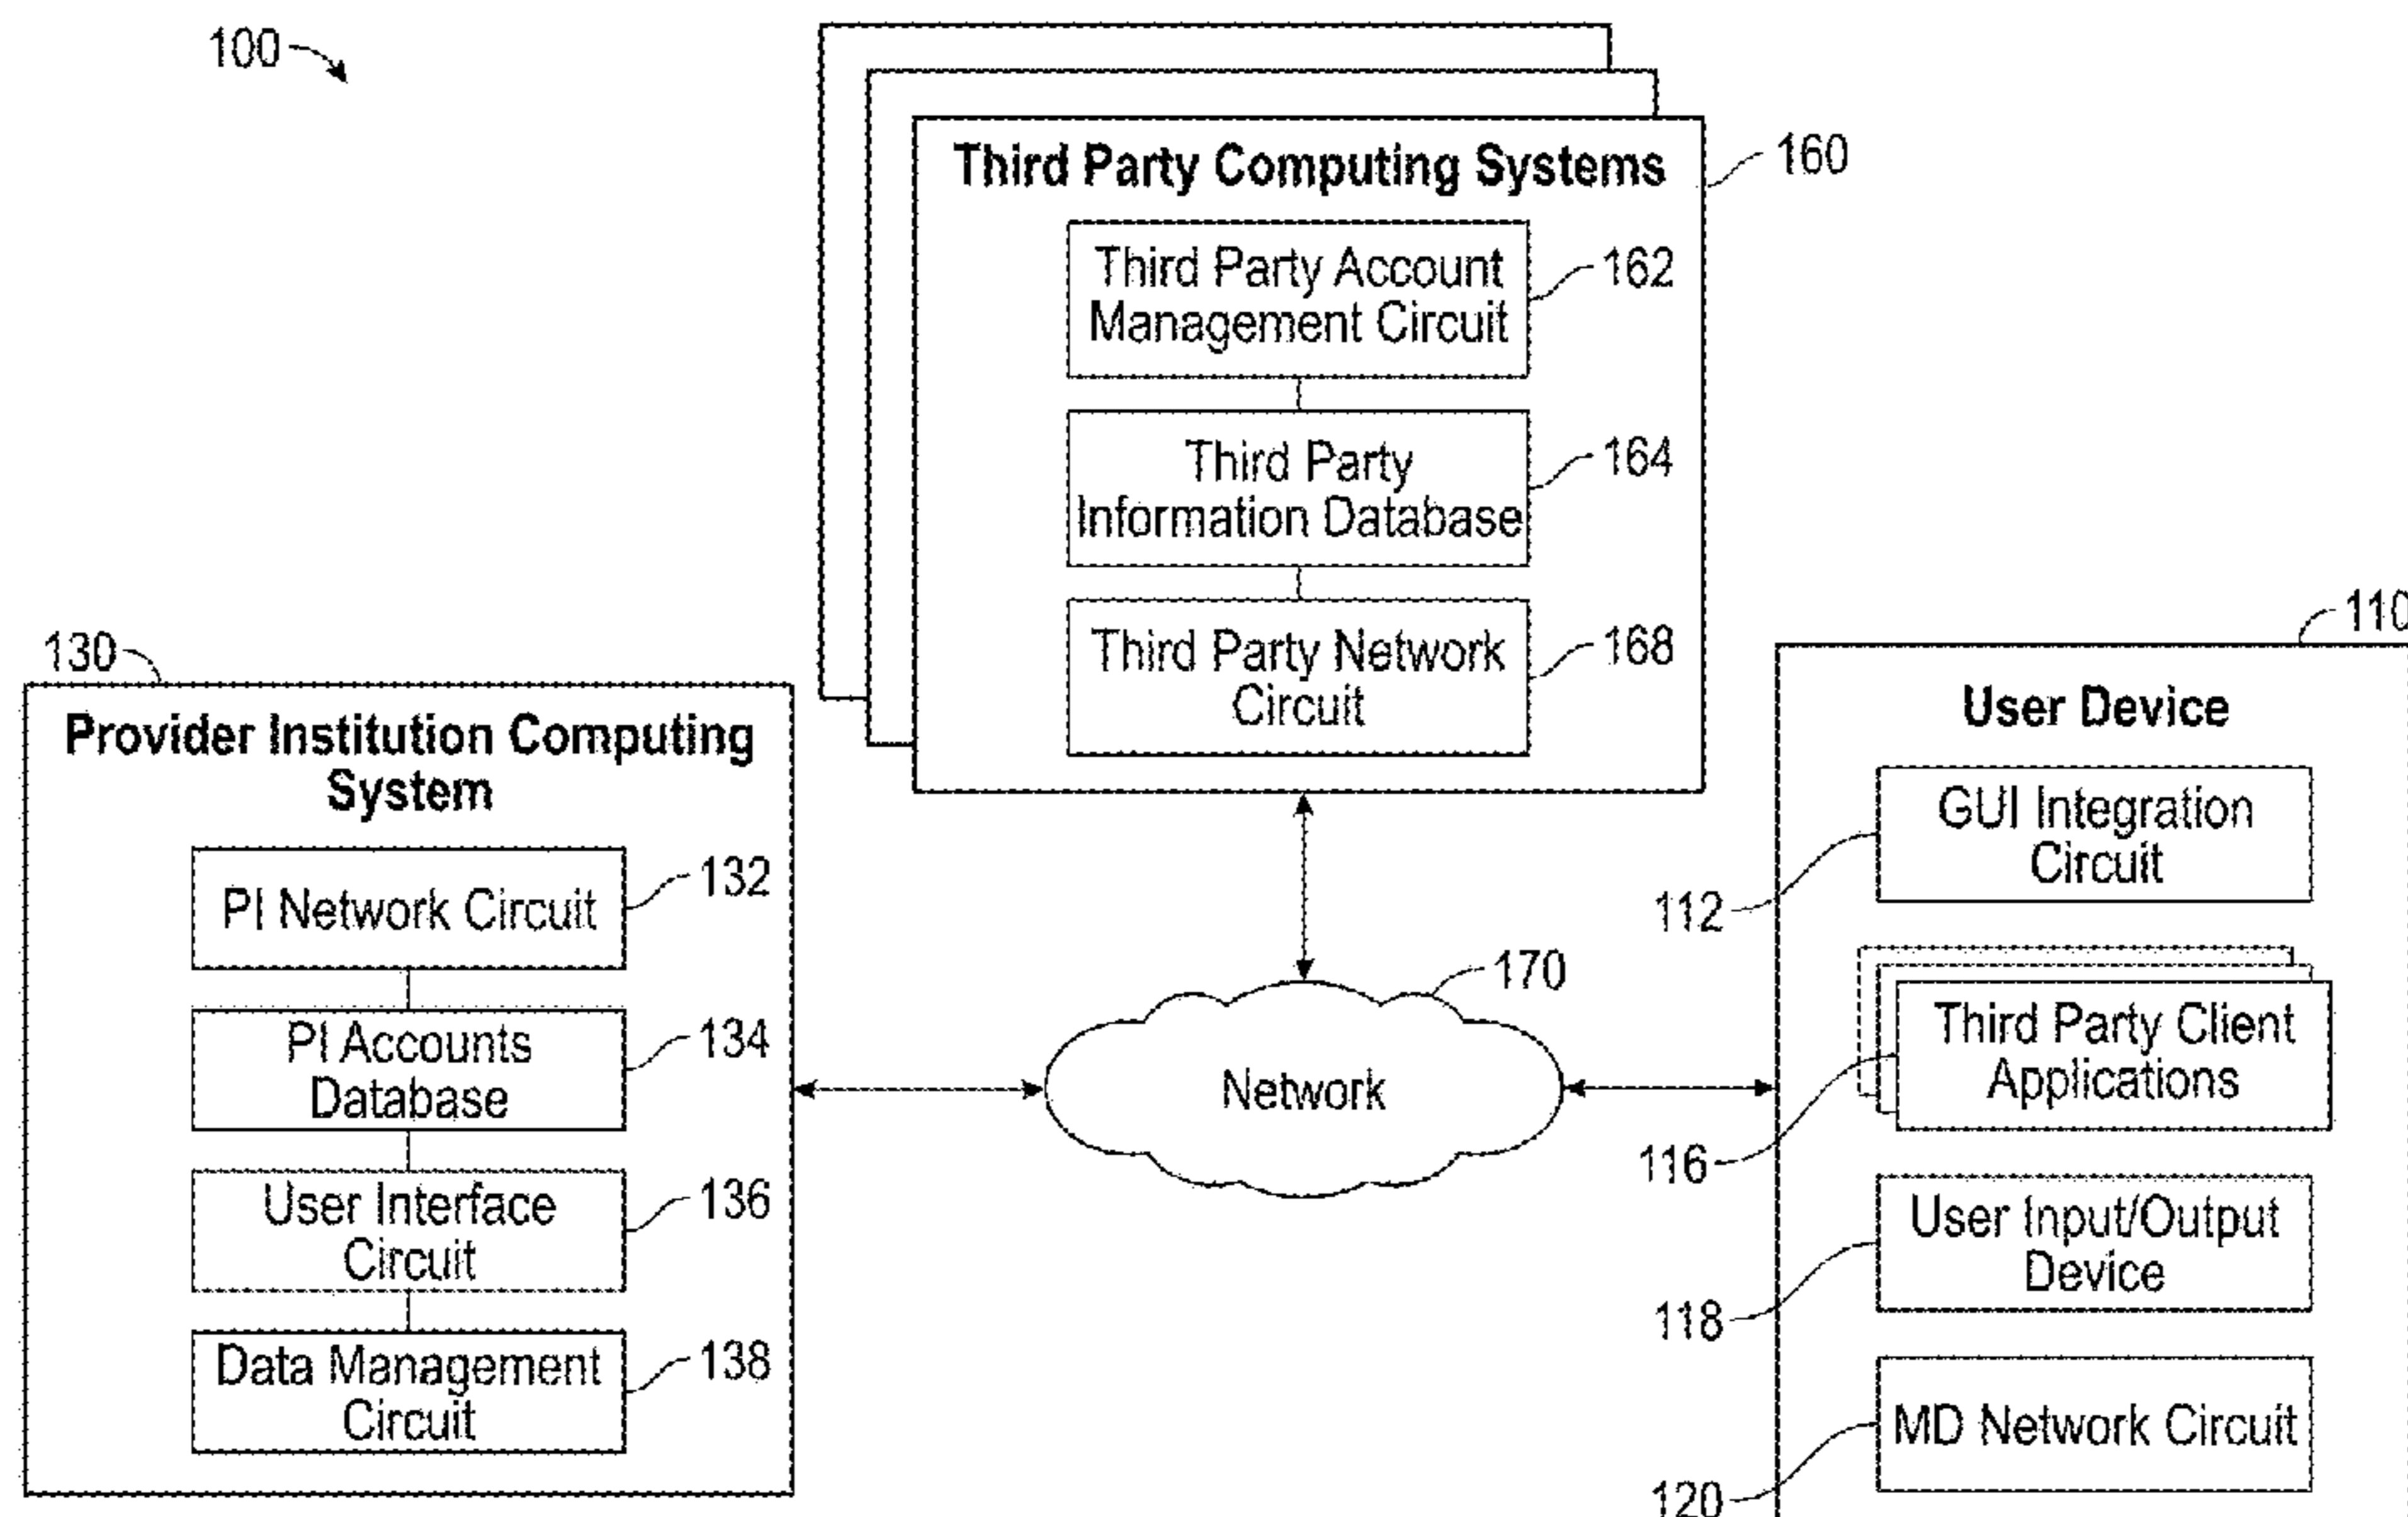 100
Third Party Computing Systems
160
Third Party Account
Management Circuit
162
Third Party
Information Database
164
Third Party Network
Circuit
168
130
Provider Institution Computing
System
PI Network Circuit
132
PI Accounts
Database
134
User Interface
Circuit
136
Data Management
Circuit
138
Network
170
110
User Device
GUI Integration
Circuit
112
Third Party Client
Applications
116
User Input/Output
Device
118
MD Network Circuit
120